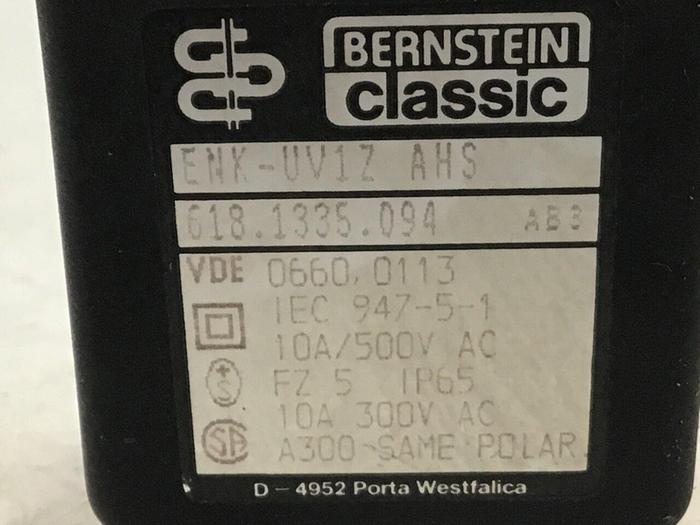 BERNSTEIN
classic
ENK-UV1Z AHS
618.1335.094 AB3
VDE 0660,0113
IEC 947-5-1
10A/500V AC
+S FZ 5 IP65
10A 300V AC
SA A300-SAME POLAR.
D - 4952 Porta Westfalica